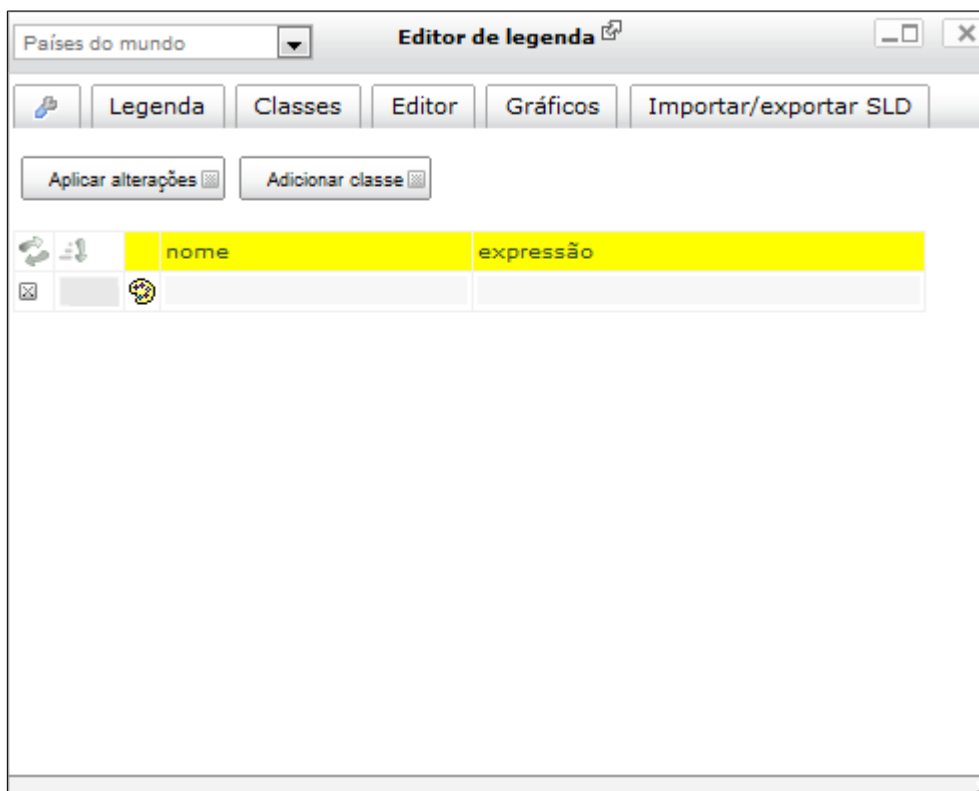 Países do mundo
Editor de legenda
Legenda
Classes
Editor
Gráficos
Importar/exportar SLD
Aplicar alterações
Adicionar classe
nome
expressão